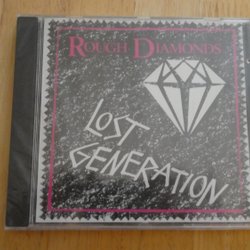 ROUGH DIAMONDS
LOST
GENERATION